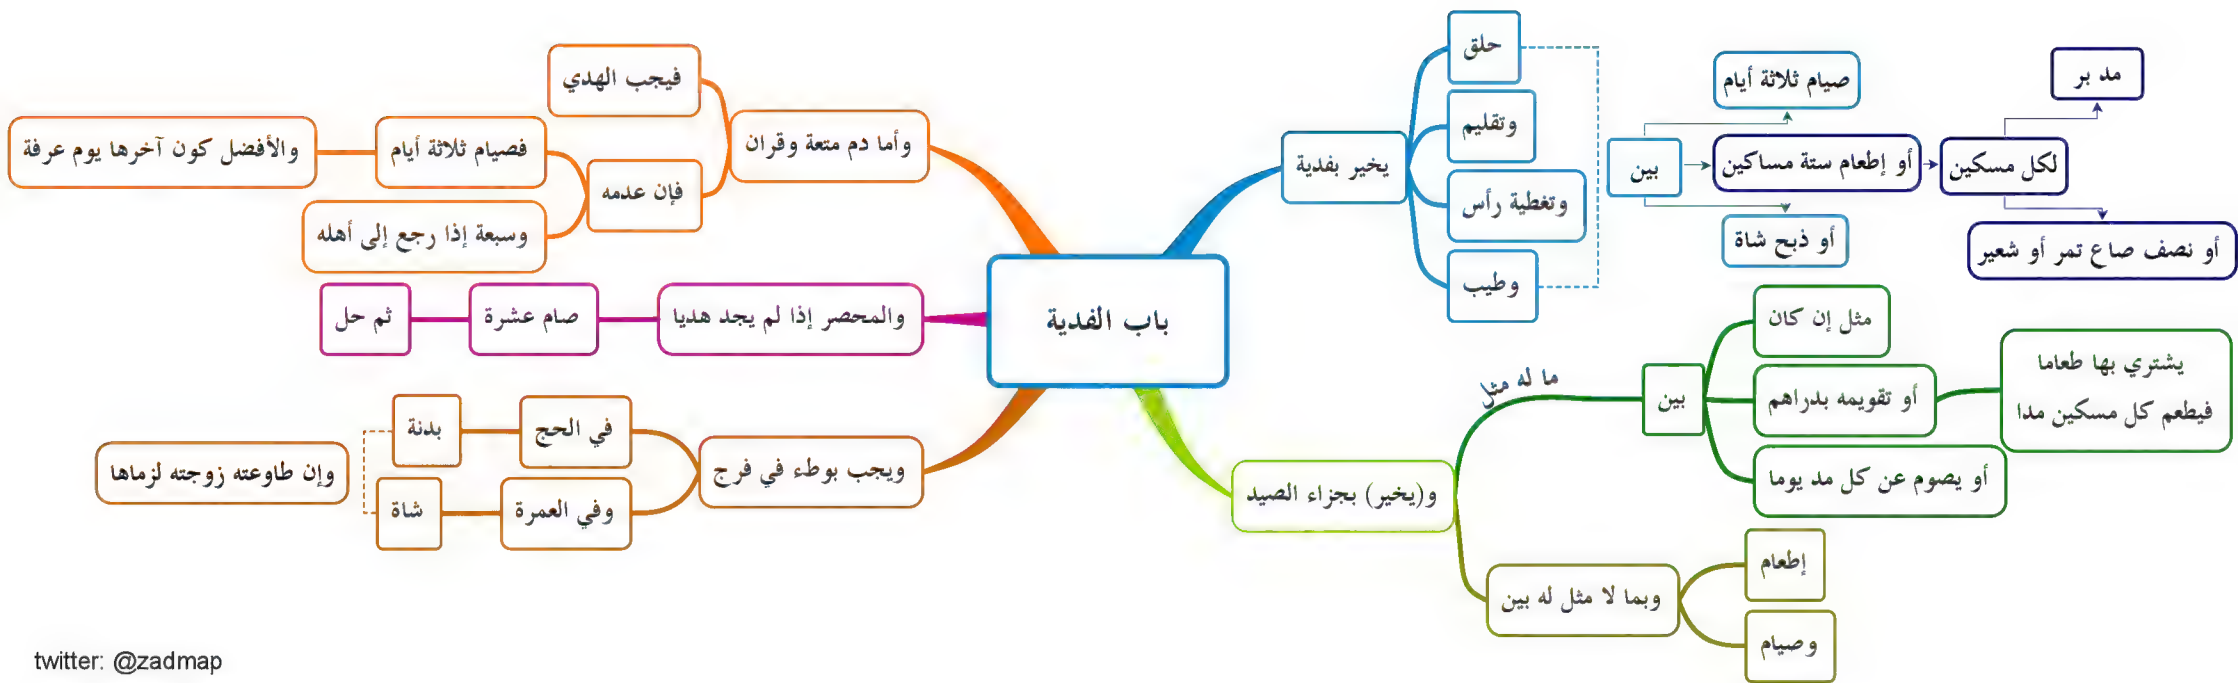 باب الفدية
يخير بفدية
حلق
وتقليم
وتغطية رأس
وطيب
بين
صيام ثلاثة أيام
أو إطعام ستة مساكين
لكل مسكين
مد بر
أو نصف صاع تمر أو شعير
أو ذبح شاة
و(يخير) بجزاء الصيد
ما له مثل
بين
مثل إن كان
أو تقويمه بدراهم
يشتري بها طعاما
فيطعم كل مسكين مدا
أو يصوم عن كل مد يوما
وبما لا مثل له بين
إطعام
وصيام
وأما دم متعة وقران
فيجب الهدي
فإن عدمه
فصيام ثلاثة أيام
والأفضل كون آخرها يوم عرفة
وسبعة إذا رجع إلى أهله
والمحصر إذا لم يجد هديا
صام عشرة
ثم حل
ويجب بوطء في فرج
في الحج
بدنة
وفي العمرة
شاة
وإن طاوعته زوجته لزماها
twitter: @zadmap